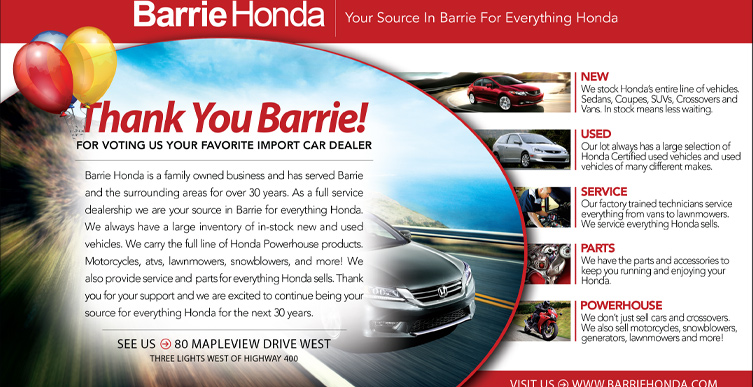 Barrie Honda
Your Source In Barrie For Everything Honda
Thank You Barrie!
FOR VOTING US YOUR FAVORITE IMPORT CAR DEALER
Barrie Honda is a family owned business and has served Barrie
and the surrounding areas for over 30 years. As a full service
dealership we are your source in Barrie for everything Honda.
We always have a large inventory of in-stock new and used
vehicles. We carry the full line of Honda Powerhouse products.
Motorcycles, atvs, lawnmowers, snowblowers, and more! We
also provide service and parts for everything Honda sells. Thank
you for your support and we are excited to continue being your
source for everything Honda for the next 30 years.
SEE US 80 MAPLEVIEW DRIVE WEST
THREE LIGHTS WEST OF HIGHWAY 400
NEW
We stock Honda's entire line of vehicles.
Sedans, Coupes, SUVs, Crossovers and
Vans. In stock means less waiting.
USED
Our lot always has a large selection of
Honda Certified used vehicles and used
vehicles of many different makes.
SERVICE
Our factory trained technicians service
everything from vans to lawnmowers.
We service everything Honda sells.
PARTS
We have the parts and accessories to
keep you running and enjoying your
Honda.
POWERHOUSE
We don't just sell cars and crossovers.
We also sell motorcycles, snowblowers,
generators, lawnmowers and more!
VISIT US WWW.BARRIEHONDA.COM